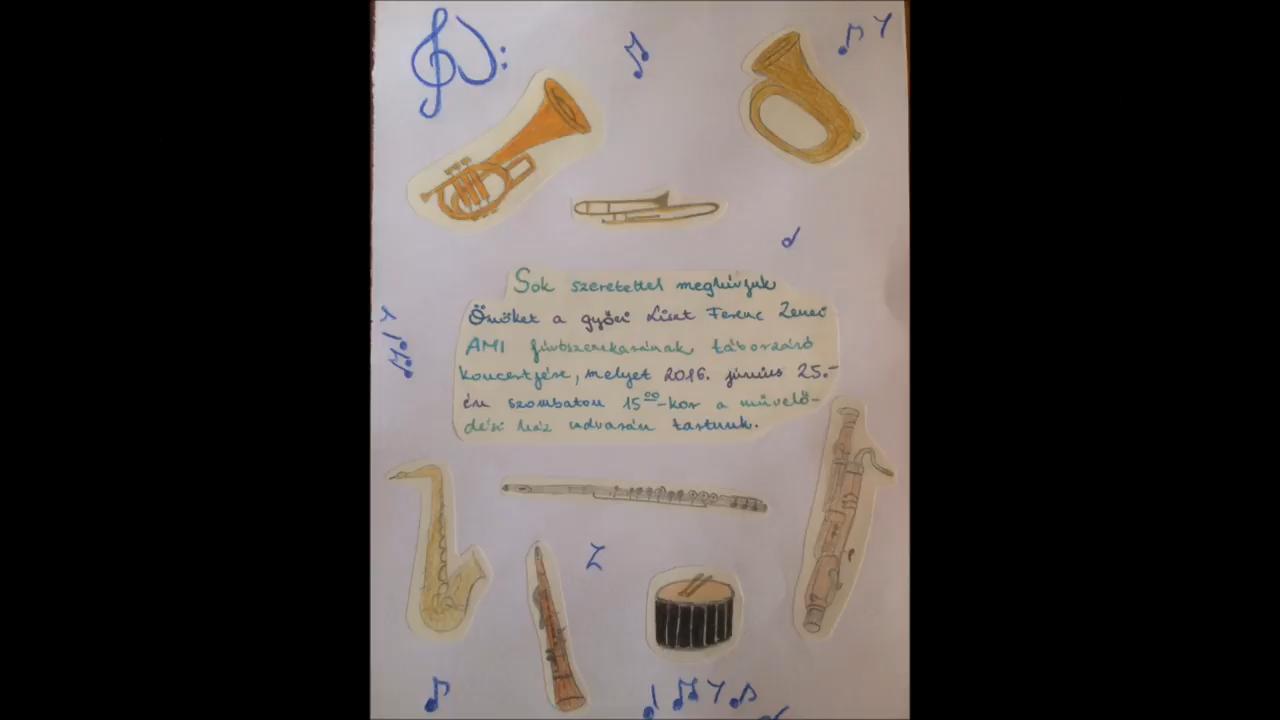 Sok szeretettel meghívjuk
Önöket a győri Liszt Ferenc Zenei
AMI fúvószenekarának táborzáró
koncertjére, melyet 2016. június 25.-
én szombaton 15⁰⁰-kor a művelő-
dési ház udvarán tartunk.